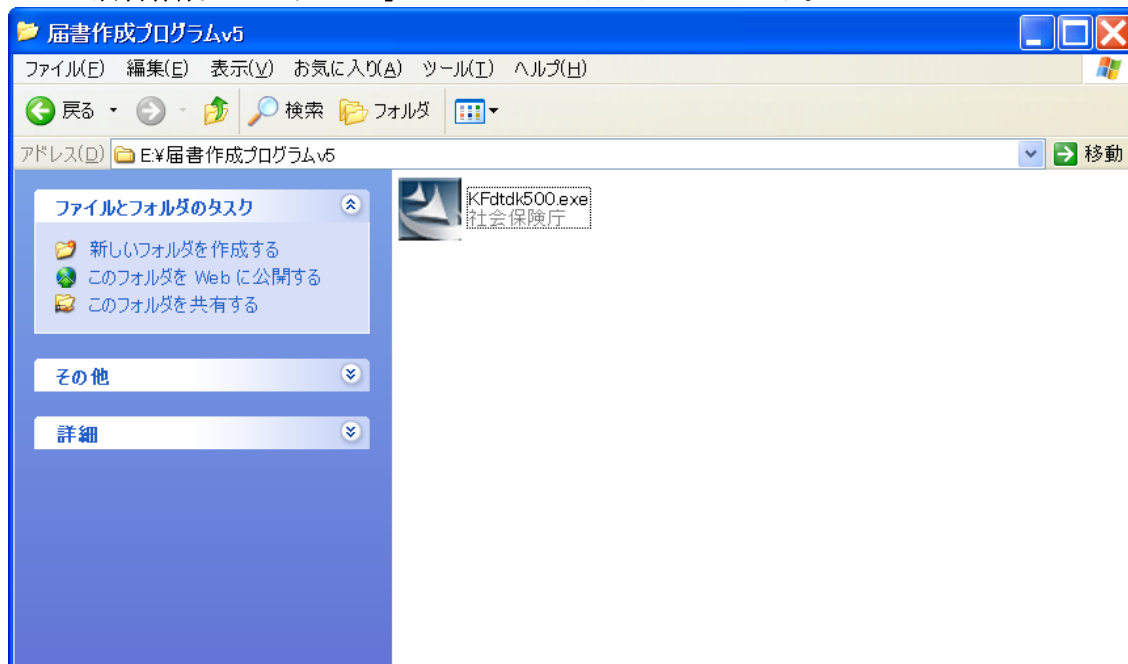 届書作成プログラムv5
ファイル(F) 編集(E) 表示(V) お気に入り(A) ツール(T) ヘルプ(H)
戻る 検索 フォルダ
アドレス(D) E:¥届書作成プログラムv5 移動
ファイルとフォルダのタスク
新しいフォルダを作成する
このフォルダを Web に公開する
このフォルダを共有する
その他
詳細
KFdtdk500.exe
社会保険庁